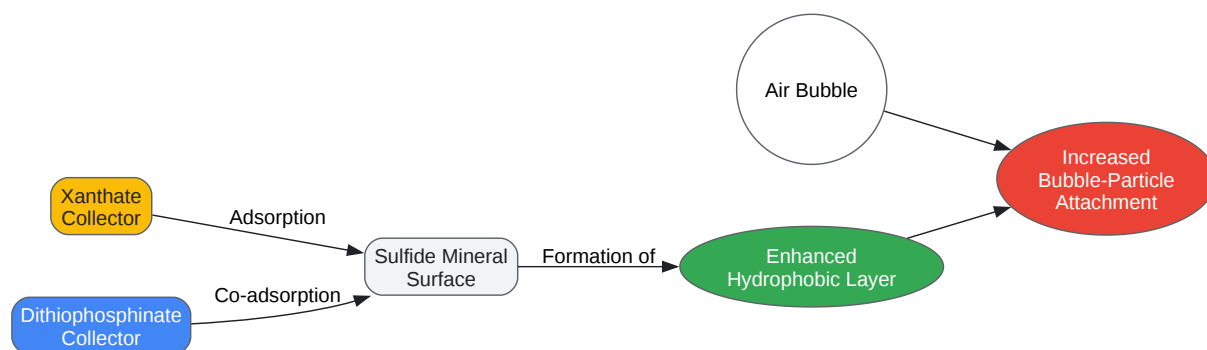 Air Bubble
Increased
Bubble-Particle
Attachment
Xanthate
Collector
Adsorption
Sulfide Mineral
Surface
Formation of
Enhanced
Hydrophobic Layer
Co-adsorption
Dithiophosphinate
Collector